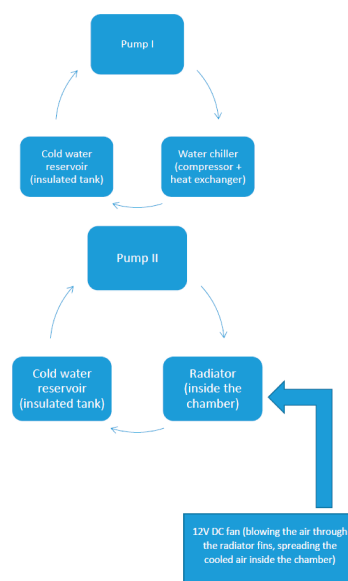 Pump I
Cold water
reservoir
(insulated tank)
Water chiller
(compressor +
heat exchanger)
Pump II
Cold water
reservoir
(insulated tank)
Radiator
(inside the
chamber)
12V DC fan (blowing the air through
the radiator fins, spreading the
cooled air inside the chamber)